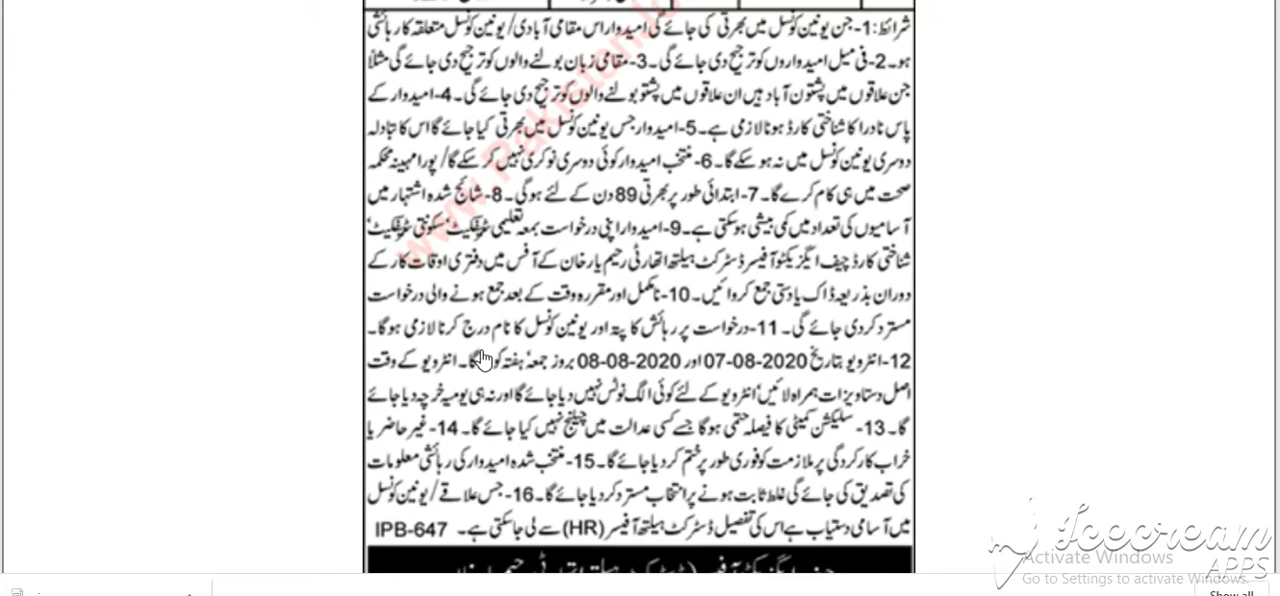 شرائط: 1- جن یونین کونسل میں بھرتی کی جائے گی امیدوار اس مقامی آبادی/ یونین کونسل متعلقہ کا رہائشی
ہو۔ 2- فی میل امیدواروں کو ترجیح دی جائے گی۔ 3- مقامی زبان بولنے والوں کو ترجیح دی جائے گی مثلاً
جن علاقوں میں پشتون آباد ہیں ان علاقوں میں پشتو بولنے والوں کو ترجیح دی جائے گی۔ 4- امیدوار کے
پاس نادرا کا شناختی کارڈ ہونا لازمی ہے۔ 5- امیدوار جس یونین کونسل میں بھرتی کیا جائے گا اس کا تبادلہ
دوسری یونین کونسل میں نہ ہو سکے گا۔ 6- منتخب امیدوار کوئی دوسری نوکری نہیں کر سکے گا/ پورا مہینہ محکمہ
صحت میں ہی کام کرے گا۔ 7- ابتدائی طور پر بھرتی 89 دن کے لئے ہوگی۔ 8- شائع شدہ اشتہار میں
آسامیوں کی تعداد میں کمی بیشی ہوسکتی ہے۔ 9- امیدوار اپنی درخواست بمعہ تعلیمی سرٹیفکیٹ، سکونتی سرٹیفکیٹ،
شناختی کارڈ چیف ایگزیکٹو آفیسر ڈسٹرکٹ ہیلتھ اتھارٹی رحیم یار خان کے آفس میں دفتری اوقات کار کے
دوران بذریعہ ڈاک یا دستی جمع کروائیں۔ 10- نامکمل اور مقررہ وقت کے بعد جمع ہونے والی درخواست
مسترد کر دی جائے گی۔ 11- درخواست پر رہائش کا پتہ اور یونین کونسل کا نام درج کرنا لازمی ہوگا۔
12- انٹرویو بتاریخ 07-08-2020 اور 08-08-2020 بروز جمعہ، ہفتہ کو گا۔ انٹرویو کے وقت
اصل دستاویزات ہمراہ لائیں، انٹرویو کے لئے کوئی الگ نوٹس نہیں دیا جائے گا اور نہ ہی یومیہ خرچہ دیا جائے
گا۔ 13- سلیکشن کمیٹی کا فیصلہ حتمی ہوگا جسے کسی عدالت میں چیلنج نہیں کیا جائے گا۔ 14- غیر حاضر یا
خراب کارکردگی پر ملازمت کو فوری طور پر ختم کر دیا جائے گا۔ 15- منتخب شدہ امیدوار کی رہائشی معلومات
کی تصدیق کی جائے گی غلط ثابت ہونے پر انتخاب مسترد کر دیا جائے گا۔ 16- جس علاقے/ یونین کونسل
میں آسامی دستیاب ہے اس کی تفصیل ڈسٹرکٹ ہیلتھ آفیسر (HR) سے لی جا سکتی ہے۔ IPB-647
Icecream
APPS
Activate Windows
Go to Settings to activate Windows.
Show all